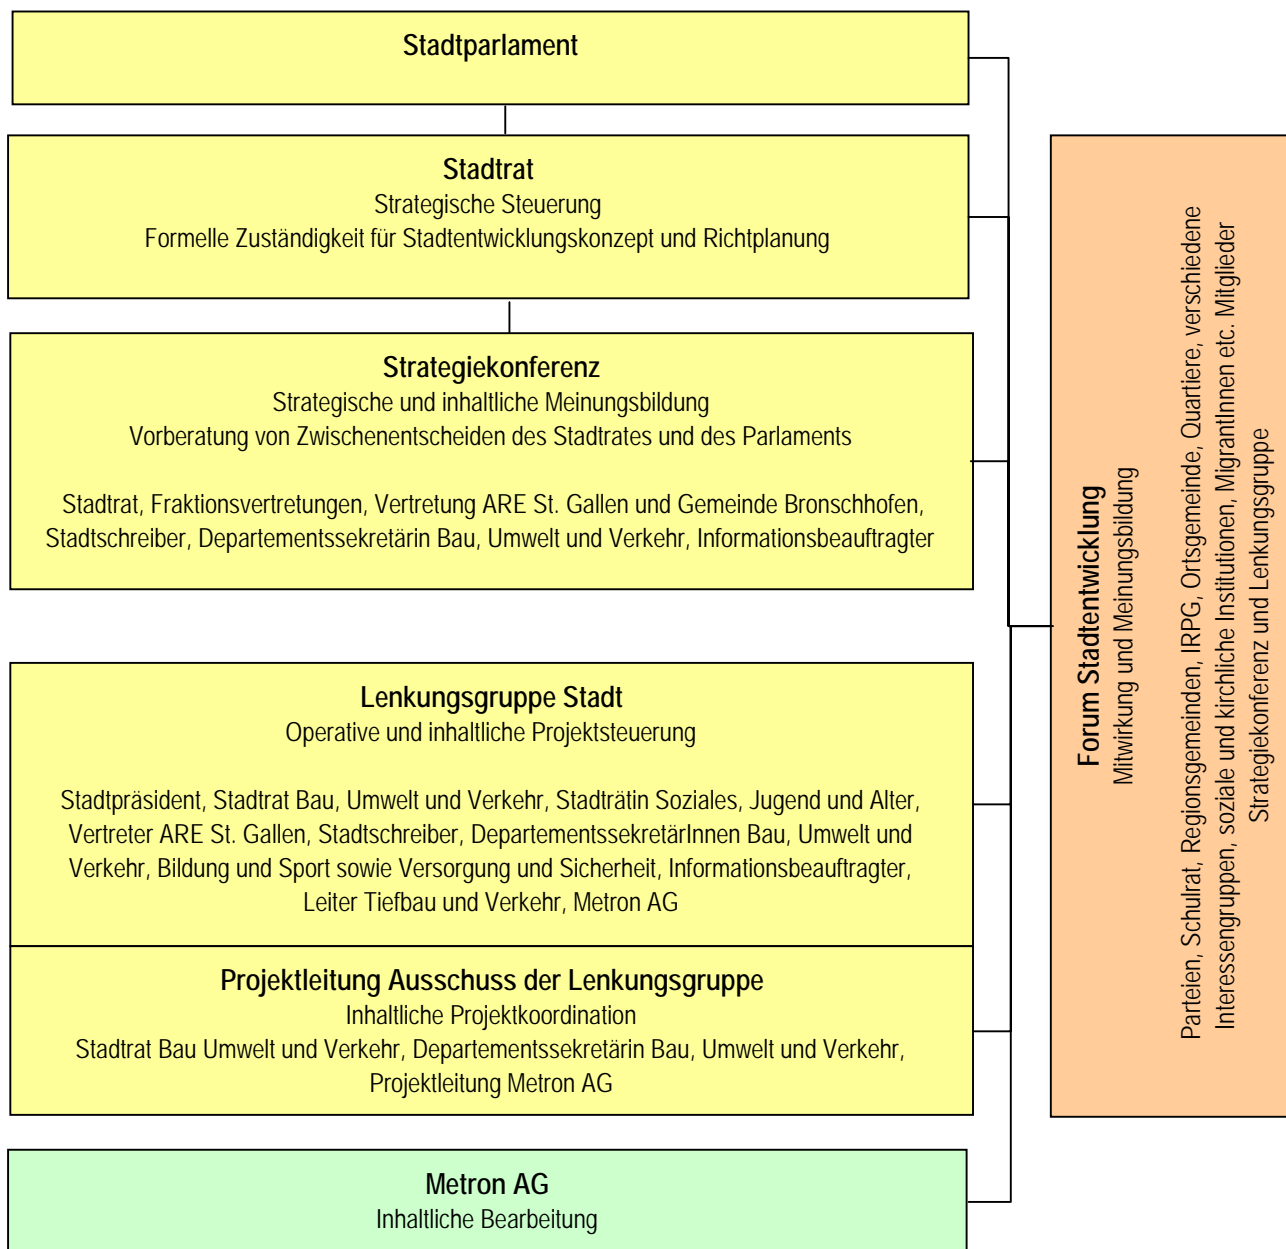 Stadtparlament
Stadtrat
Strategische Steuerung
Formelle Zuständigkeit für Stadtentwicklungskonzept und Richtplanung
Strategiekonferenz
Strategische und inhaltliche Meinungsbildung
Vorberatung von Zwischenentscheiden des Stadtrates und des Parlaments
Stadtrat, Fraktionsvertretungen, Vertretung ARE St. Gallen und Gemeinde Bronschhofen,
Stadtschreiber, Departementssekretärin Bau, Umwelt und Verkehr, Informationsbeauftragter
Lenkungsgruppe Stadt
Operative und inhaltliche Projektsteuerung
Stadtpräsident, Stadtrat Bau, Umwelt und Verkehr, Stadträtin Soziales, Jugend und Alter,
Vertreter ARE St. Gallen, Stadtschreiber, DepartementssekretärInnen Bau, Umwelt und
Verkehr, Bildung und Sport sowie Versorgung und Sicherheit, Informationsbeauftragter,
Leiter Tiefbau und Verkehr, Metron AG
Projektleitung Ausschuss der Lenkungsgruppe
Inhaltliche Projektkoordination
Stadtrat Bau Umwelt und Verkehr, Departementssekretärin Bau, Umwelt und Verkehr,
Projektleitung Metron AG
Metron AG
Inhaltliche Bearbeitung
Forum Stadtentwicklung
Mitwirkung und Meinungsbildung
Parteien, Schulrat, Regionsgemeinden, IRPG, Ortsgemeinde, Quartiere, verschiedene
Interessengruppen, soziale und kirchliche Institutionen, MigrantInnen etc. Mitglieder
Strategiekonferenz und Lenkungsgruppe